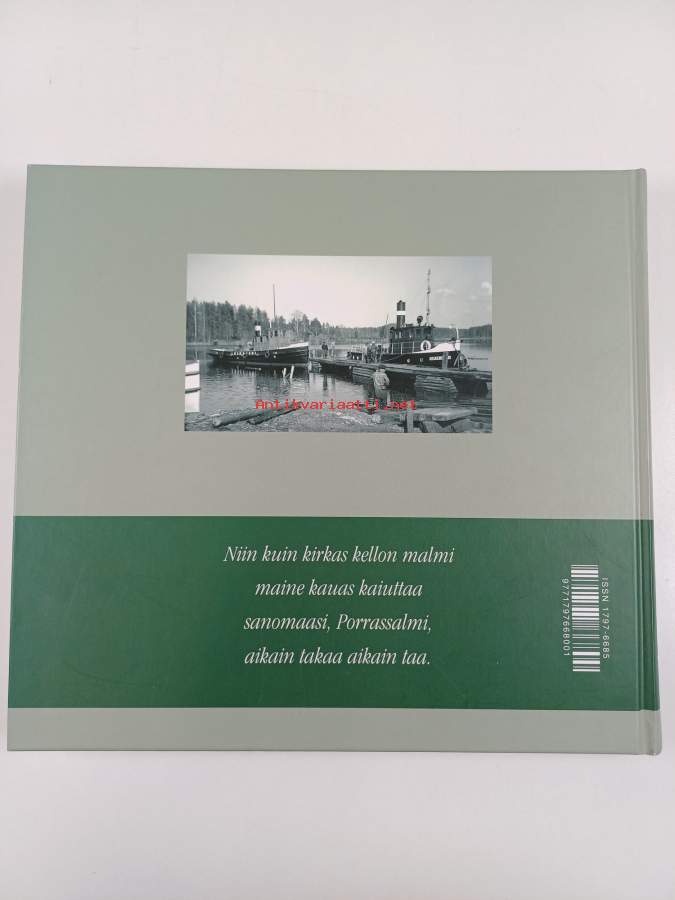 Antikvariaatti.net
Niin kuin kirkas kellon malmi
maine kauas kaiuttaa
sanomaasi, Porrassalmi,
aikain takaa aikain taa.
ISSN 1797-6685
9771797668001